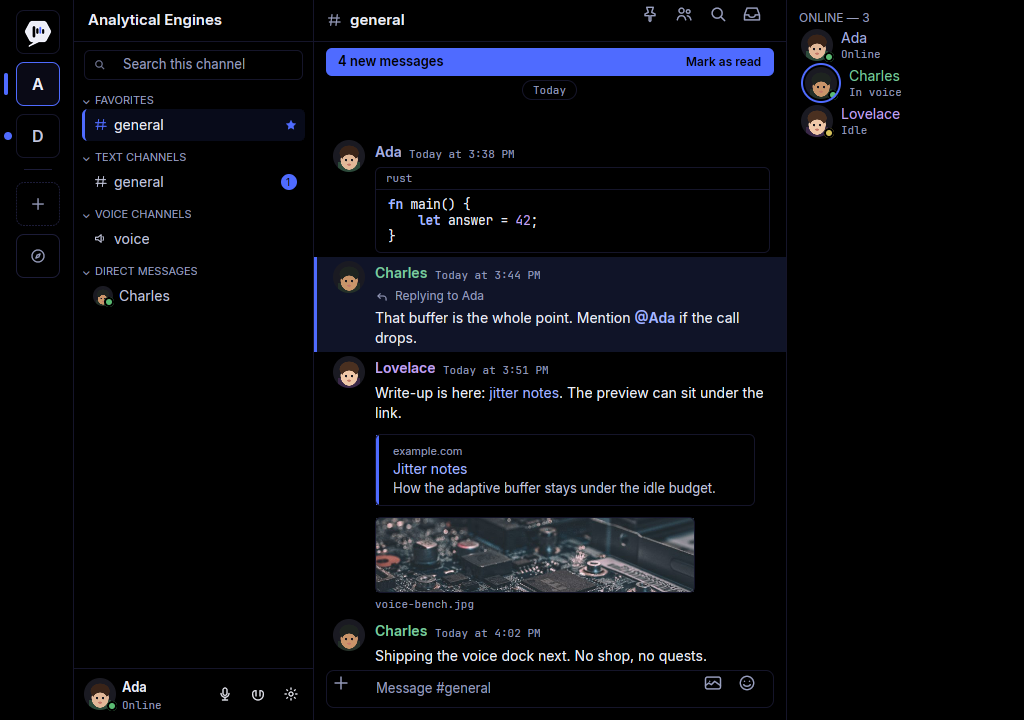 Analytical Engines
Search this channel
FAVORITES
general
TEXT CHANNELS
general
1
VOICE CHANNELS
voice
DIRECT MESSAGES
Charles
A
D
Ada
Online
# general
4 new messages
Mark as read
Today
Ada Today at 3:38 PM
rust
fn main() {
let answer = 42;
}
Charles Today at 3:44 PM
Replying to Ada
That buffer is the whole point. Mention @Ada if the call
drops.
Lovelace Today at 3:51 PM
Write-up is here: jitter notes. The preview can sit under the
link.
example.com
Jitter notes
How the adaptive buffer stays under the idle budget.
voice-bench.jpg
Charles Today at 4:02 PM
Shipping the voice dock next. No shop, no quests.
Message #general
ONLINE — 3
Ada
Online
Charles
In voice
Lovelace
Idle